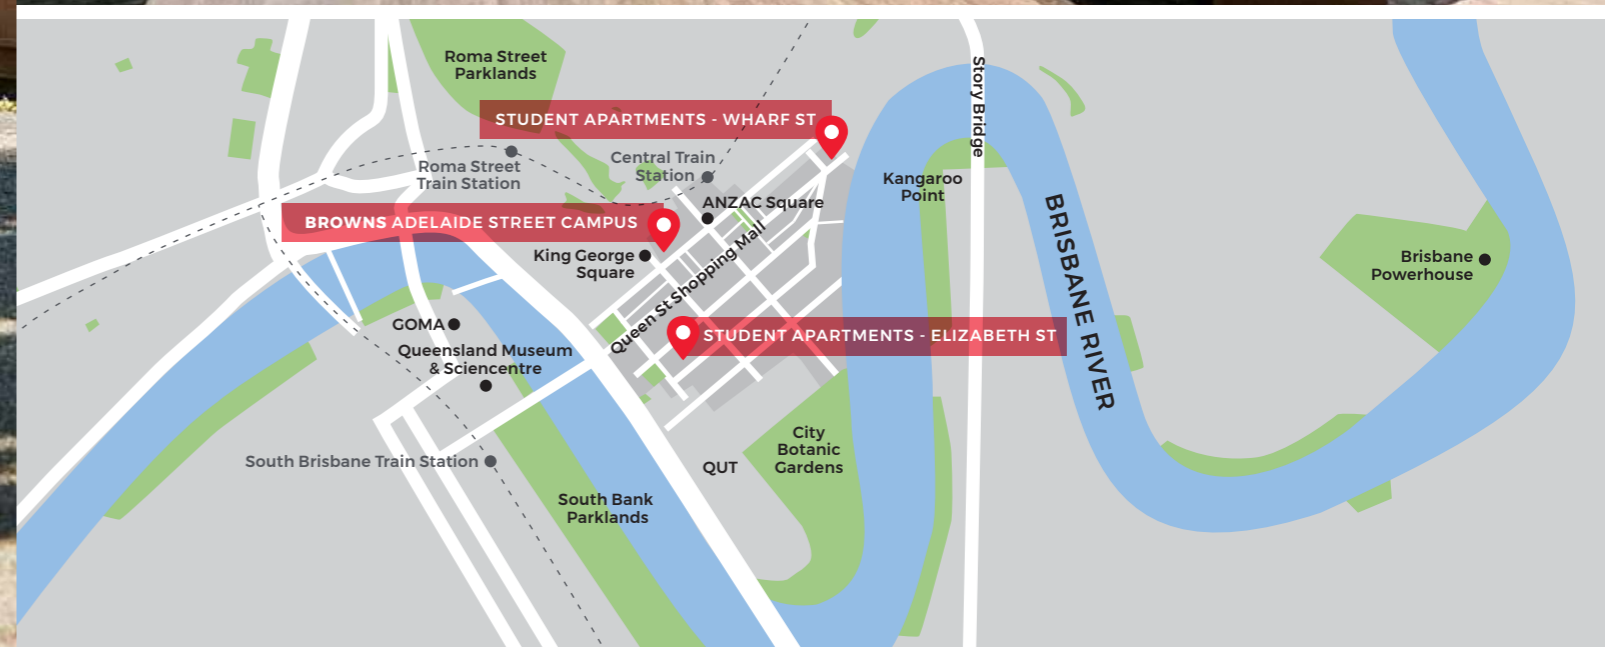 Roma Street
Parklands
STUDENT APARTMENTS - WHARF ST
Story Bridge
Roma Street
Train Station
Central Train
Station
Kangaroo
Point
ANZAC Square
BROWNS ADELAIDE STREET CAMPUS
King George
Square
Queen St Shopping Mall
BRISBANE RIVER
Brisbane
Powerhouse
GOMA
STUDENT APARTMENTS - ELIZABETH ST
Queensland Museum
& Sciencentre
City
Botanic
Gardens
South Brisbane Train Station
QUT
South Bank
Parklands